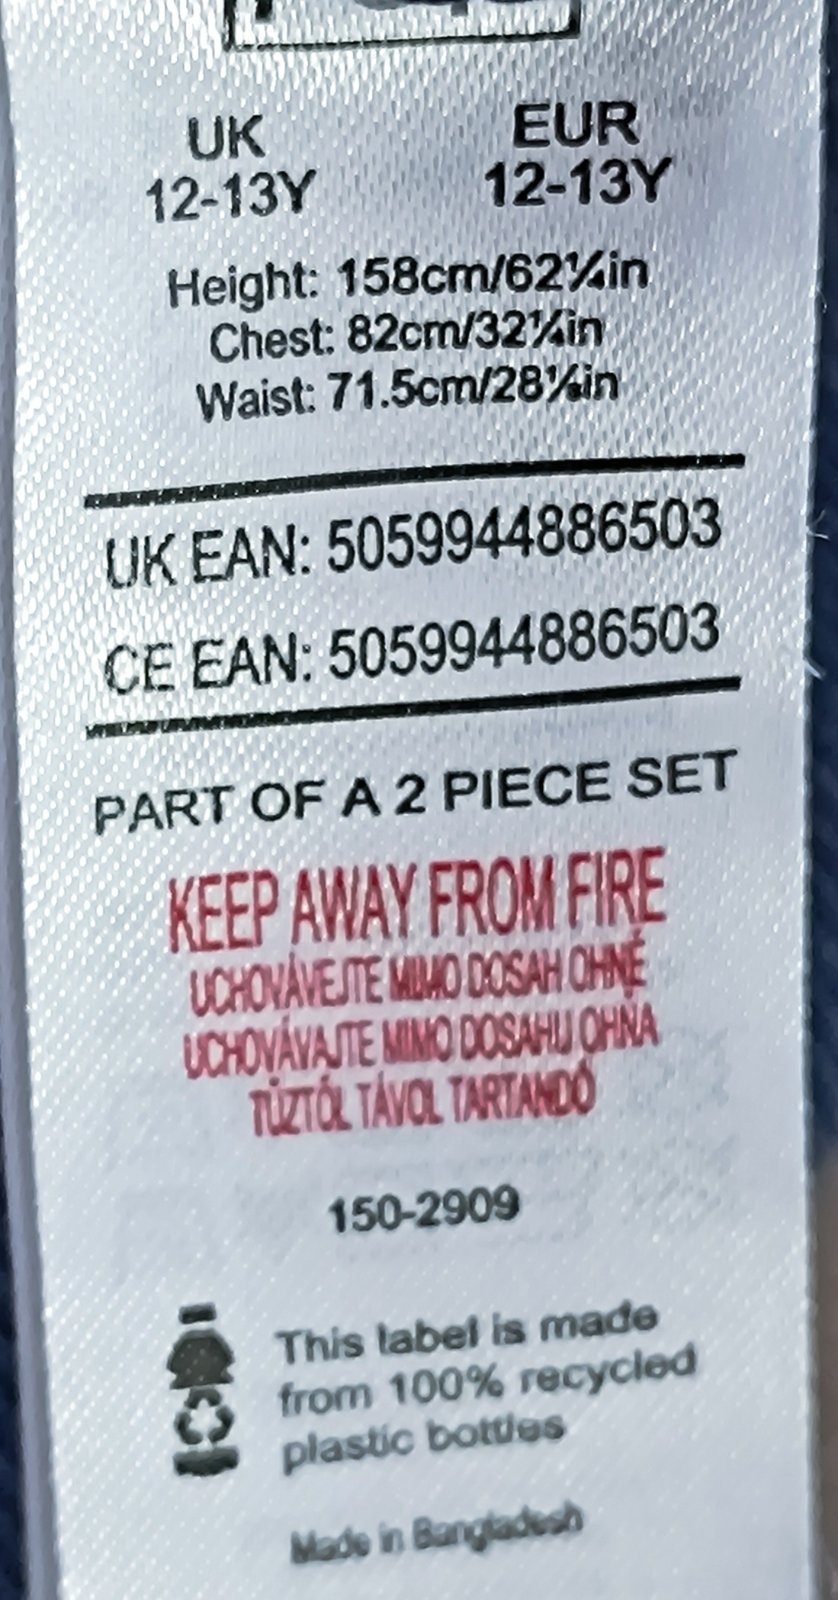 UK EUR
12-13Y 12-13Y
Height: 158cm/62¼in
Chest: 82cm/32¼in
Waist: 71.5cm/28⅛in
UK EAN: 5059944886503
CE EAN: 5059944886503
PART OF A 2 PIECE SET
KEEP AWAY FROM FIRE
UCHOVÁVEJTE MIMO DOSAH OHNĚ
UCHOVÁVAJTE MIMO DOSAHU OHŇA
TŰZTŐL TÁVOL TARTANDÓ
150-2909
This label is made
from 100% recycled
plastic bottles
Made in Bangladesh